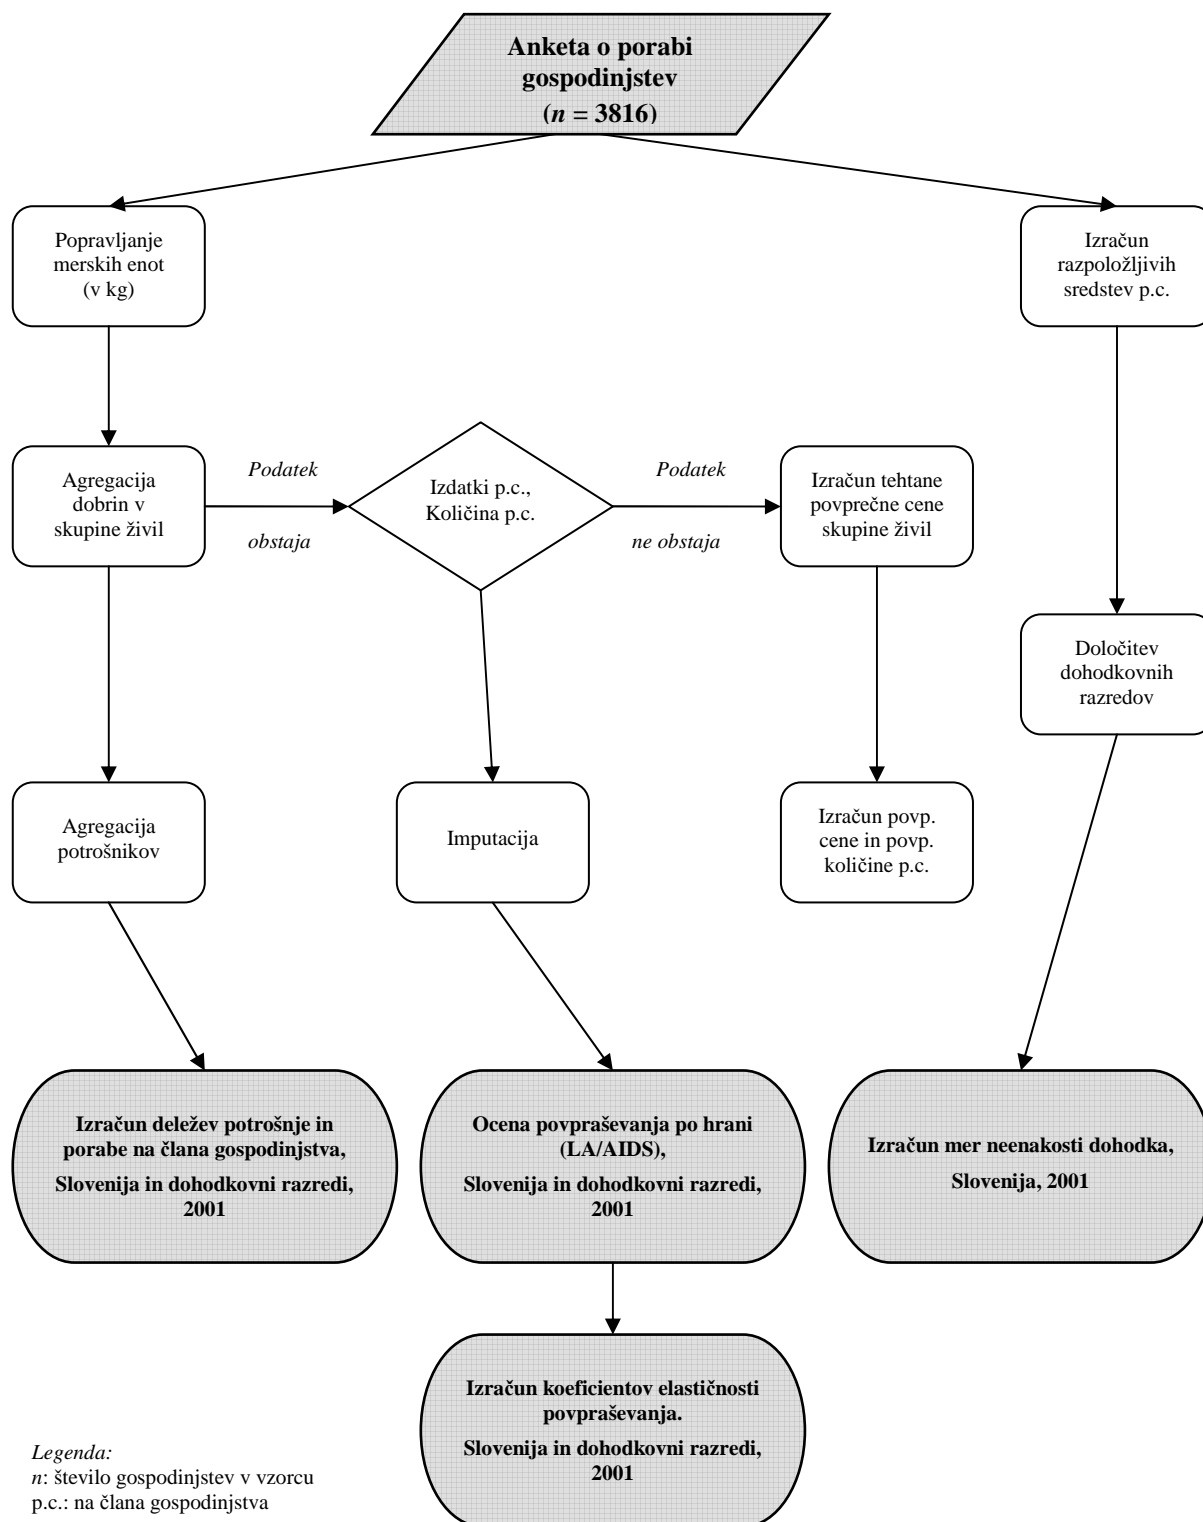 Anketa o porabi
gospodinjstev
(n = 3816)
Popravljanje
merskih enot
(v kg)
Izračun
razpoložljivih
sredstev p.c.
Agregacija
dobrin v
skupine živil
Podatek
obstaja
Izdatki p.c.,
Količina p.c.
Podatek
ne obstaja
Izračun tehtane
povprečne cene
skupine živil
Določitev
dohodkovnih
razredov
Agregacija
potrošnikov
Imputacija
Izračun povp.
cene in povp.
količine p.c.
Izračun deležev potrošnje in
porabe na člana gospodinjstva,
Slovenija in dohodkovni razredi,
2001
Ocena povpraševanja po hrani
(LA/AIDS),
Slovenija in dohodkovni razredi,
2001
Izračun mer neenakosti dohodka,
Slovenija, 2001
Izračun koeficientov elastičnosti
povpraševanja.
Slovenija in dohodkovni razredi,
2001
Legenda:
n: število gospodinjstev v vzorcu
p.c.: na člana gospodinjstva